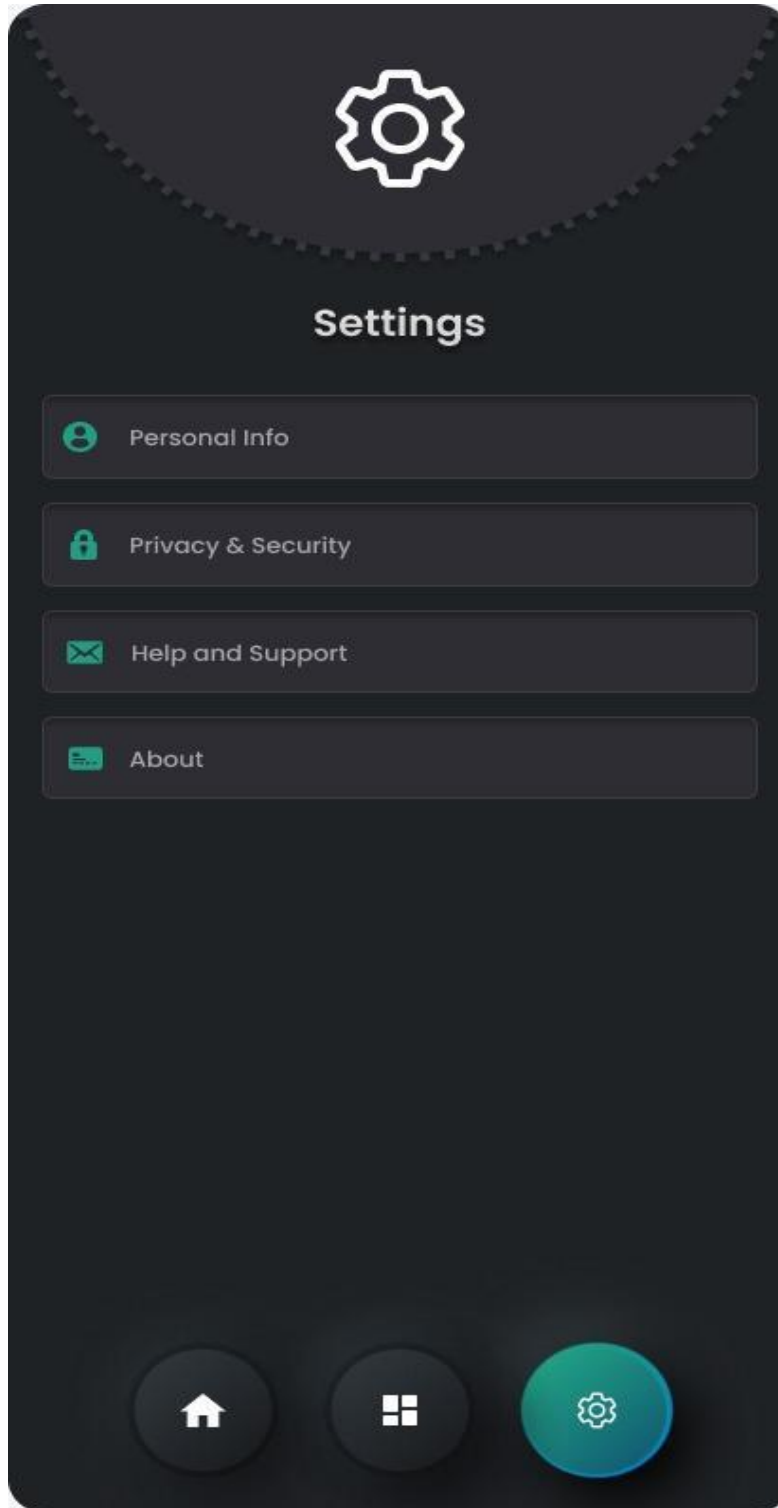 Settings
Personal Info
Privacy & Security
Help and Support
About